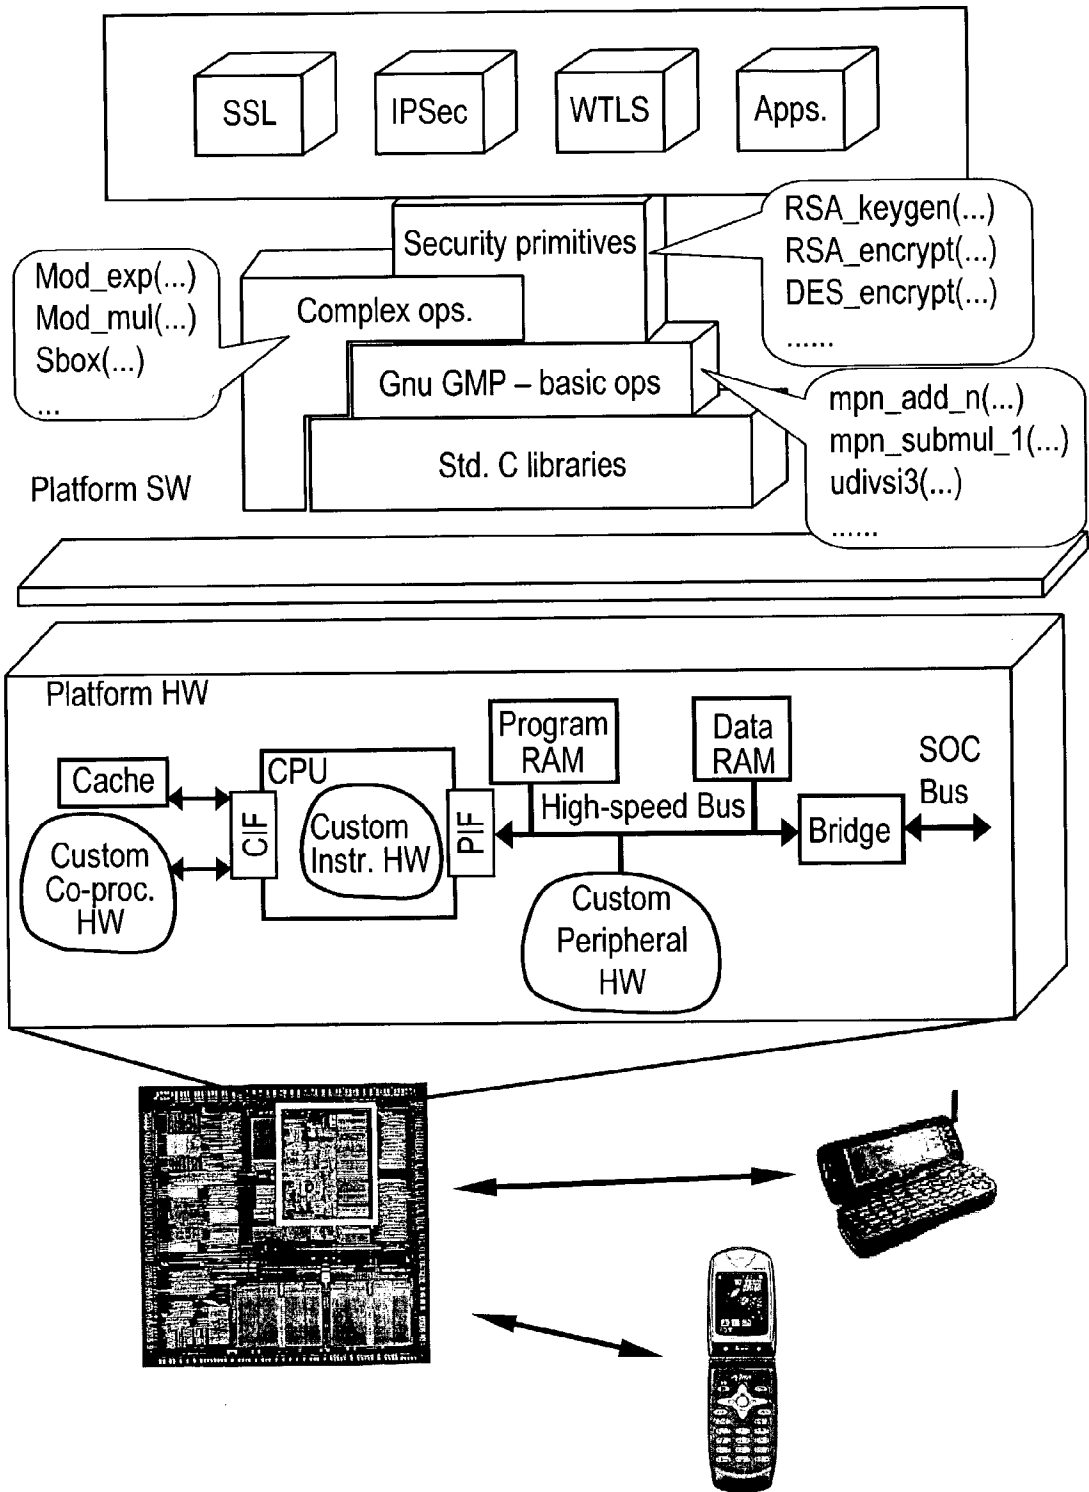 SSL
IPSec
WTLS
Apps.
Security primitives
RSA_keygen(...)
RSA_encrypt(...)
DES_encrypt(...)
......
Mod_exp(...)
Mod_mul(...)
Sbox(...)
...
Complex ops.
Gnu GMP – basic ops
mpn_add_n(...)
mpn_submul_1(...)
udivsi3(...)
......
Std. C libraries
Platform SW
Platform HW
Cache
Custom
Co-proc.
HW
CIF
CPU
Custom
Instr. HW
PIF
Program
RAM
Data
RAM
High-speed Bus
Custom
Peripheral
HW
Bridge
SOC
Bus